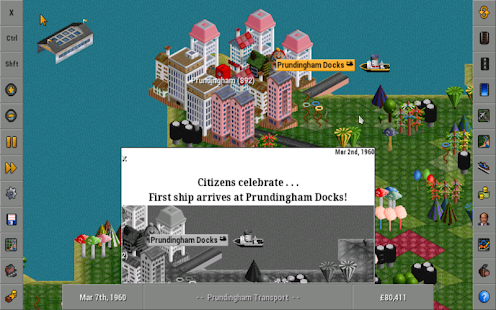 X
Ctrl
Shft
Prundingham Docks
Prundingham (892)
Mar 2nd, 1960
Citizens celebrate . . .
First ship arrives at Prundingham Docks!
Prundingham Docks
Mar 7th, 1960
-- Prundingham Transport --
£80,411
?